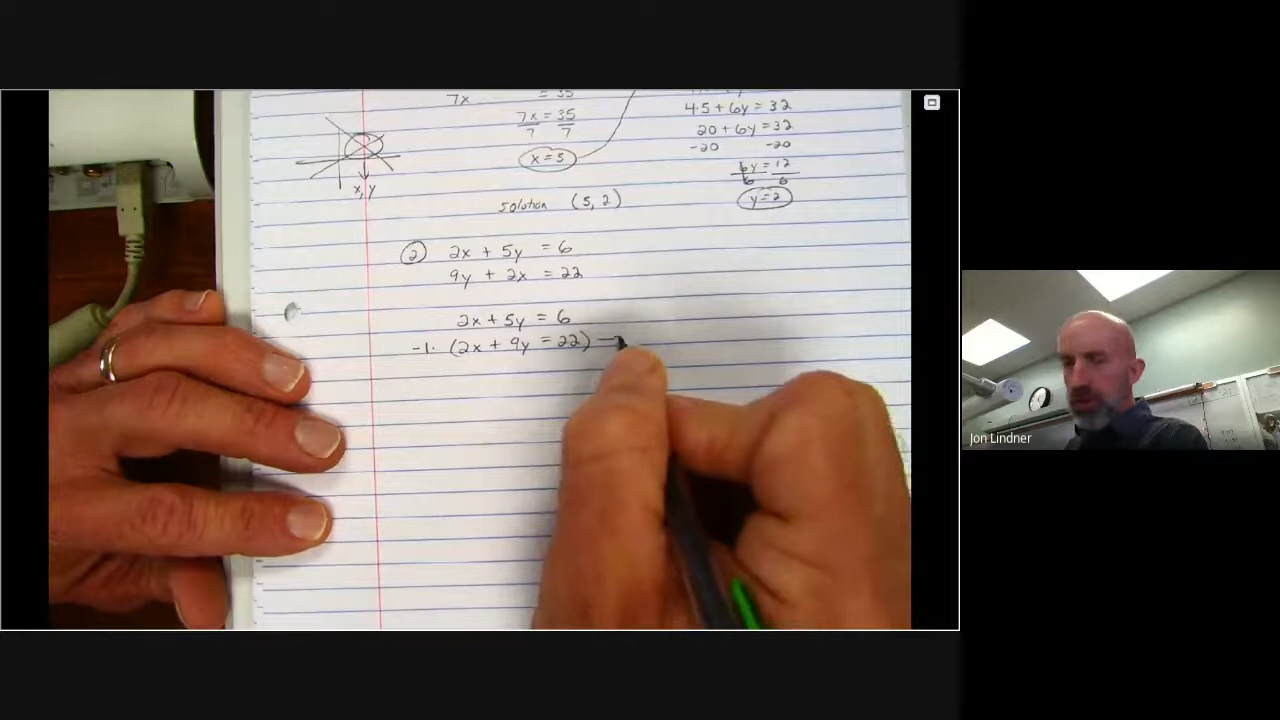 7x = 35
7x = 35
7 7
x = 5
x, y
4·5 + 6y = 32
20 + 6y = 32
-20 -20
6y = 12
6 6
y = 2
solution (5, 2)
2 2x + 5y = 6
9y + 2x = 22
2x + 5y = 6
-1· (2x + 9y = 22)
Jon Lindner